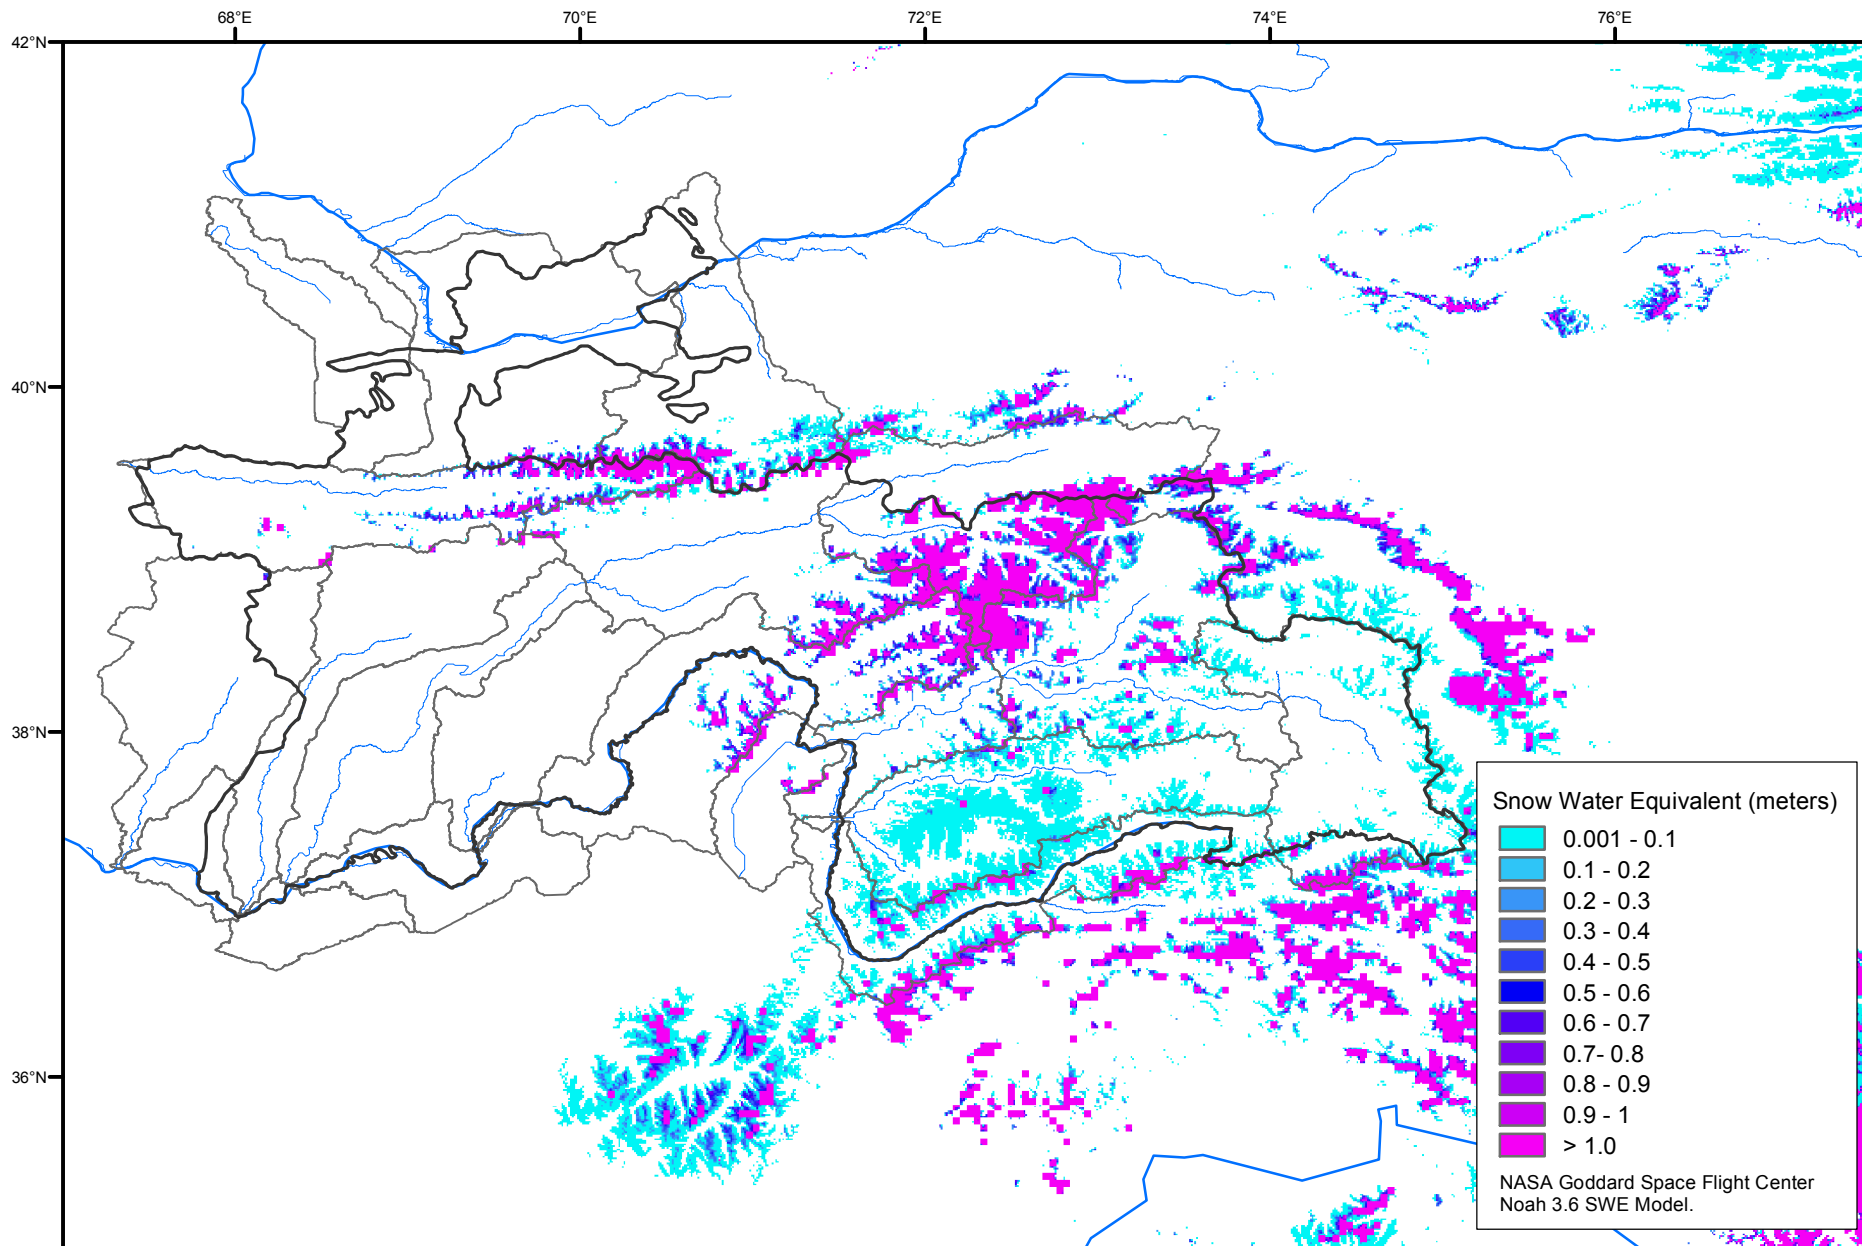 68°E 70°E 72°E 74°E 76°E
42°N
40°N
38°N
36°N
Snow Water Equivalent (meters)
0.001 - 0.1
0.1 - 0.2
0.2 - 0.3
0.3 - 0.4
0.4 - 0.5
0.5 - 0.6
0.6 - 0.7
0.7- 0.8
0.8 - 0.9
0.9 - 1
> 1.0
NASA Goddard Space Flight Center
Noah 3.6 SWE Model.